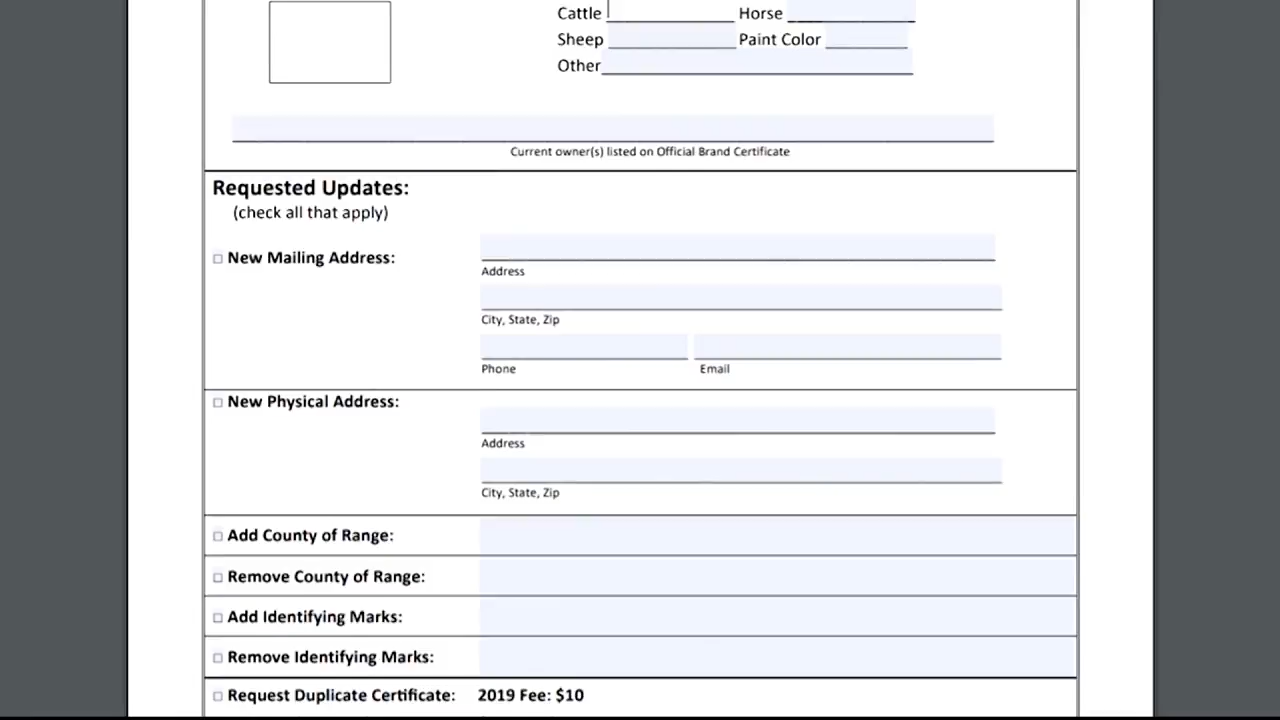 Cattle Horse
Sheep Paint Color
Other
Current owner(s) listed on Official Brand Certificate
Requested Updates:
(check all that apply)
New Mailing Address:
Address
City, State, Zip
Phone Email
New Physical Address:
Address
City, State, Zip
Add County of Range:
Remove County of Range:
Add Identifying Marks:
Remove Identifying Marks:
Request Duplicate Certificate: 2019 Fee: $10